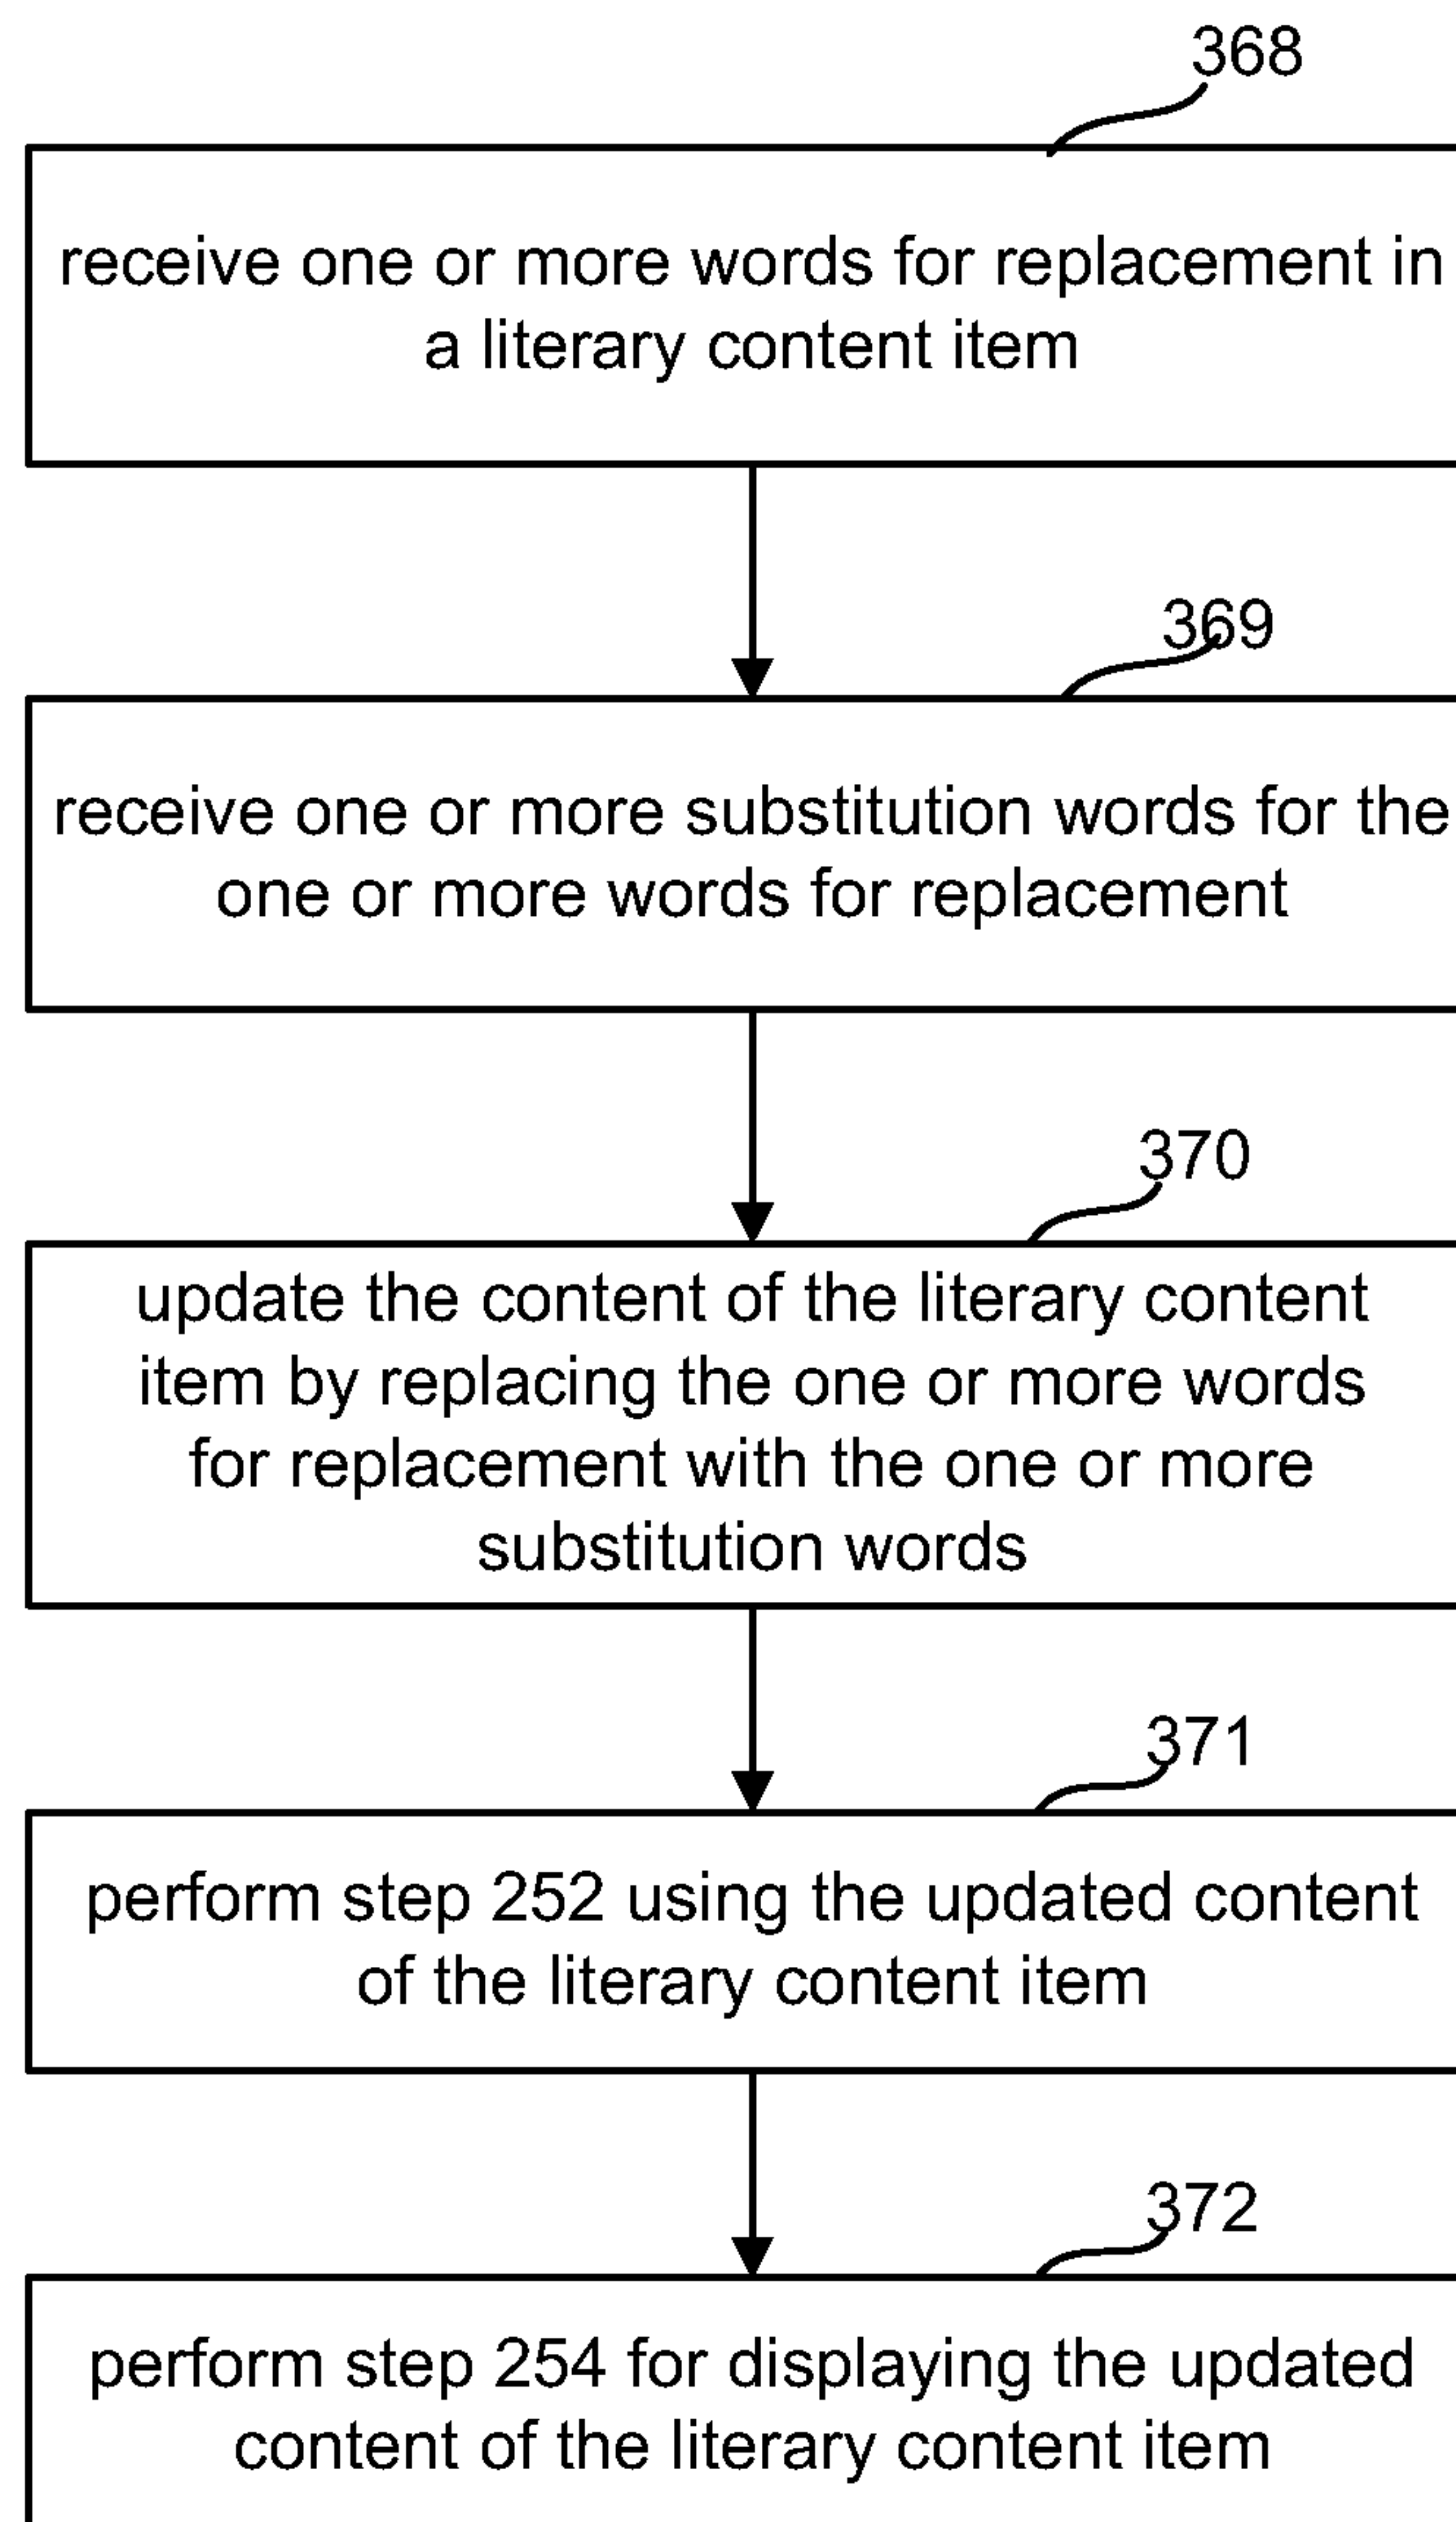 368
receive one or more words for replacement in
a literary content item
369
receive one or more substitution words for the
one or more words for replacement
370
update the content of the literary content
item by replacing the one or more words
for replacement with the one or more
substitution words
371
perform step 252 using the updated content
of the literary content item
372
perform step 254 for displaying the updated
content of the literary content item